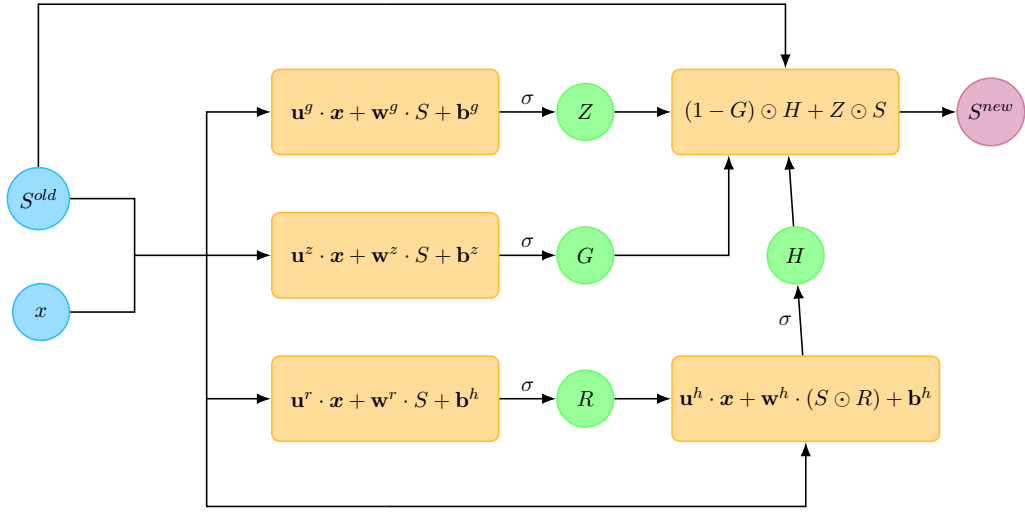 𝐮^g · 𝒙 + 𝐰^g · S + 𝐛^g
σ
Z
(1 − G) ⊙ H + Z ⊙ S
S^{new}
S^{old}
𝐮^z · 𝒙 + 𝐰^z · S + 𝐛^z
σ
G
H
x
σ
𝐮^r · 𝒙 + 𝐰^r · S + 𝐛^h
σ
R
𝐮^h · 𝒙 + 𝐰^h · (S ⊙ R) + 𝐛^h